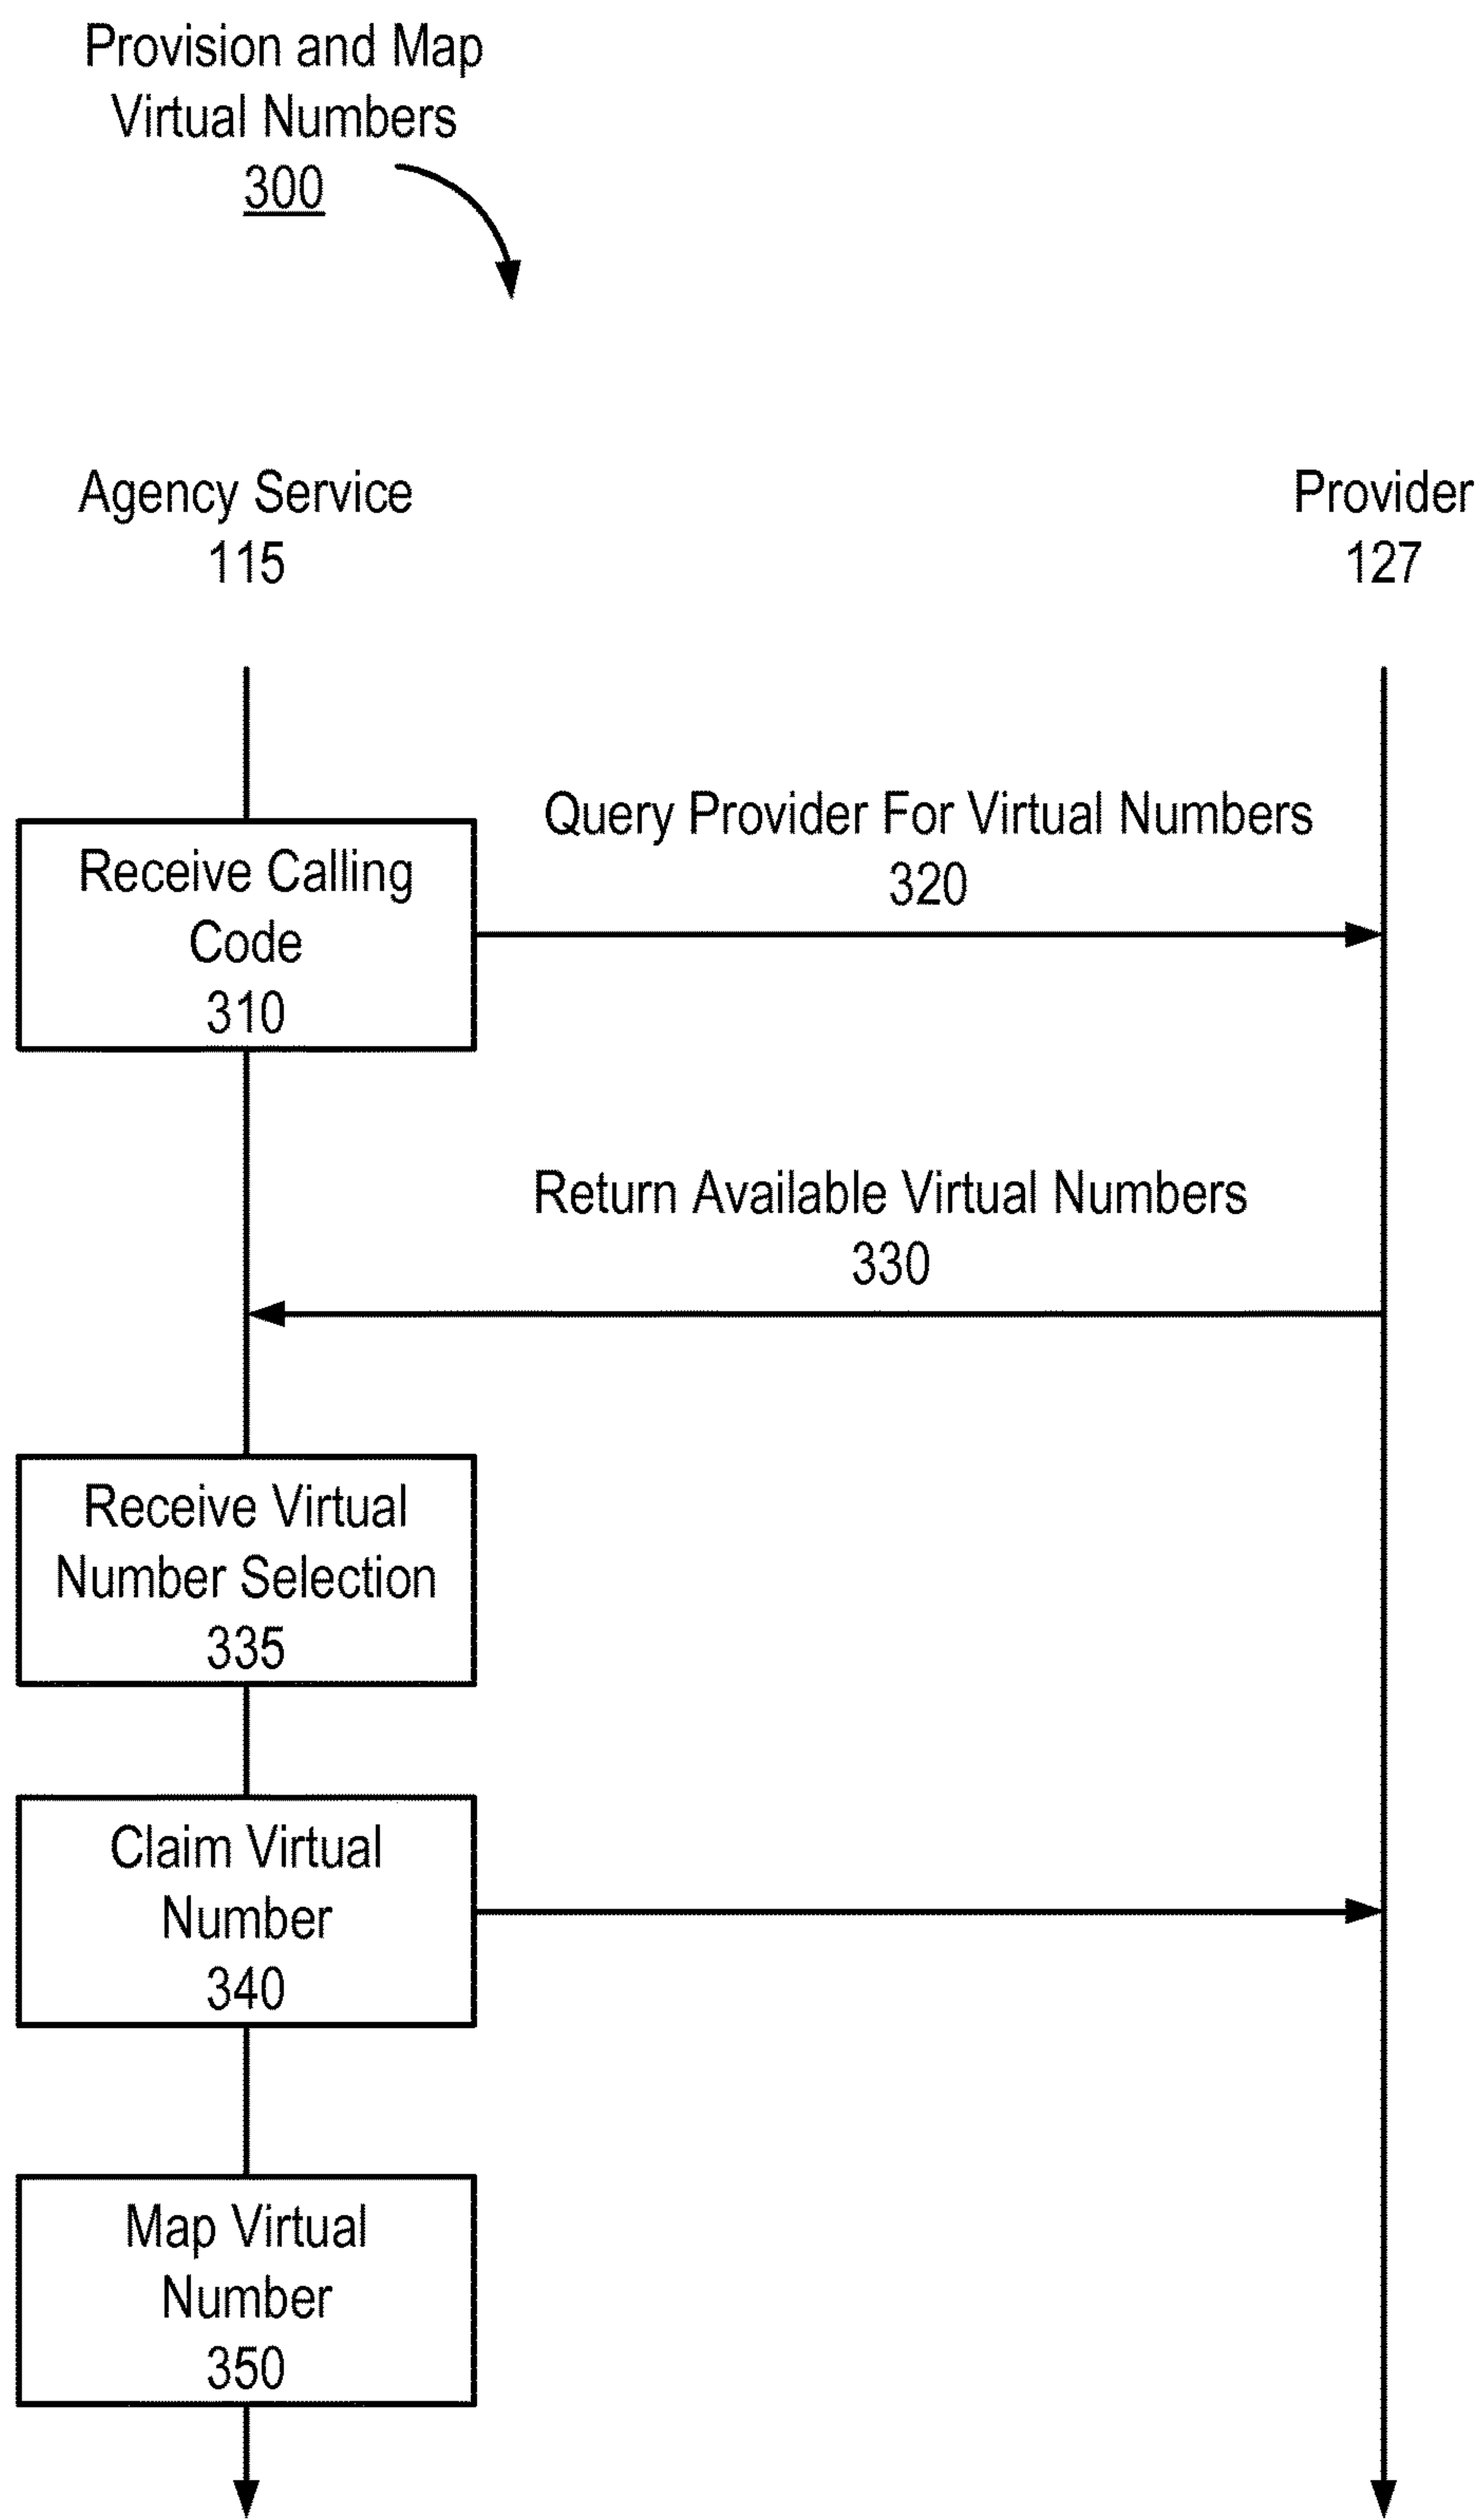 Provision and Map
Virtual Numbers
300
Agency Service
115
Provider
127
Query Provider For Virtual Numbers
320
Receive Calling
Code
310
Return Available Virtual Numbers
330
Receive Virtual
Number Selection
335
Claim Virtual
Number
340
Map Virtual
Number
350